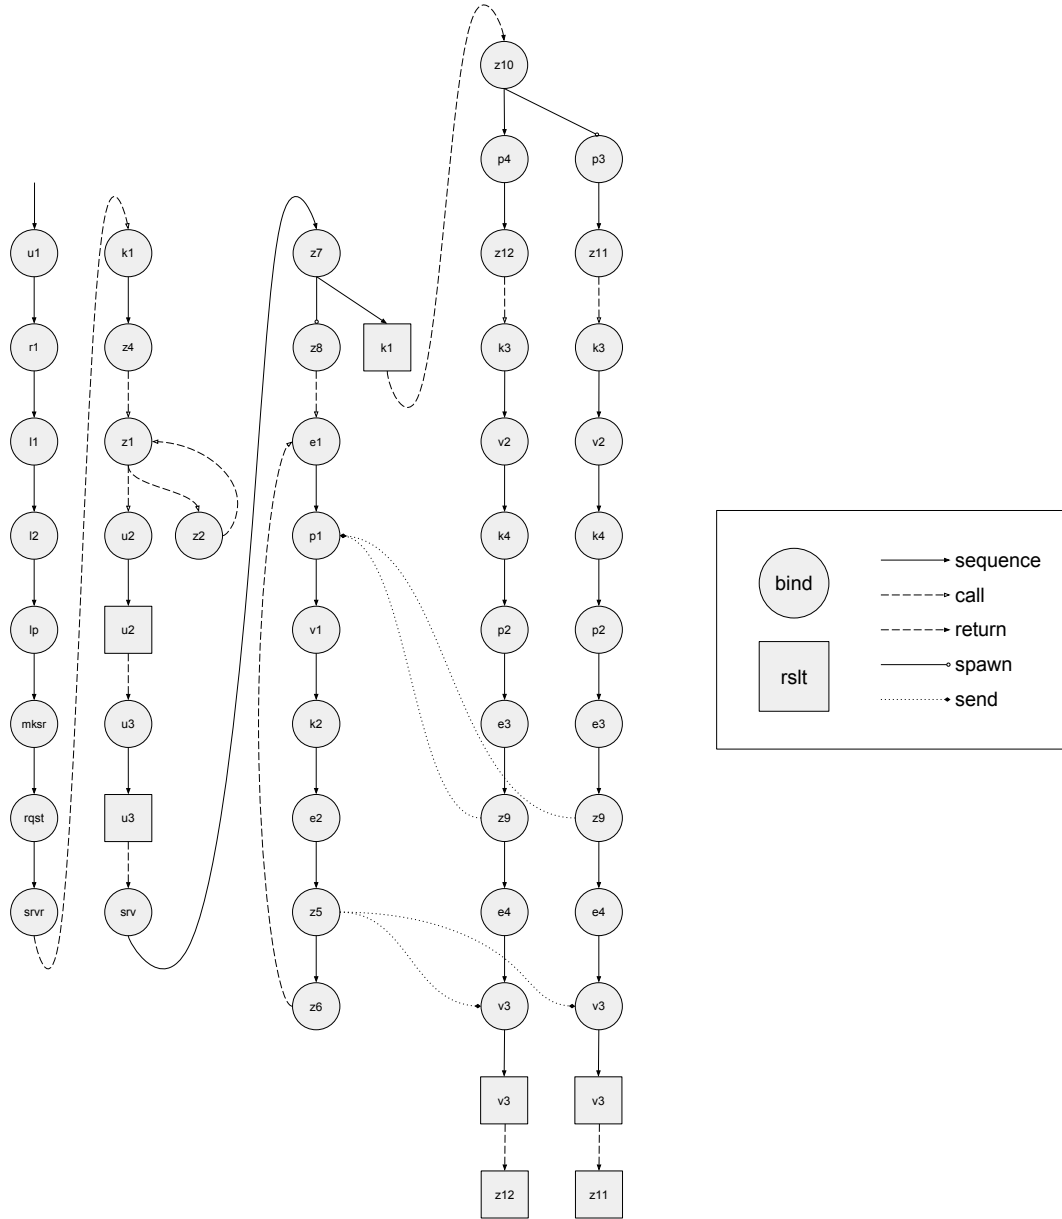 z10
p4
p3
u1
k1
z7
z12
z11
r1
z4
z8
k1
k3
k3
l1
z1
e1
v2
v2
l2
u2
z2
p1
k4
k4
lp
u2
v1
p2
p2
mksr
u3
k2
e3
e3
rqst
u3
e2
z9
z9
srvr
srv
z5
e4
e4
z6
v3
v3
v3
v3
z12
z11
bind
rslt
sequence
call
return
spawn
send